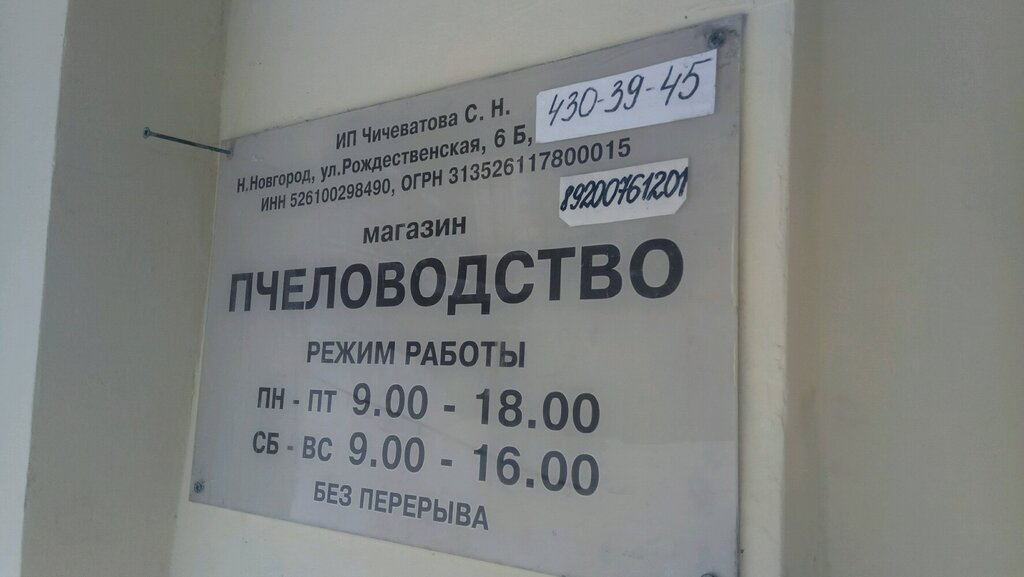 ИП Чичеватова С. Н.
430-39-45
Н.Новгород, ул.Рождественская, 6 Б,
ИНН 526100298490, ОГРН 313526117800015
89200761201
магазин
ПЧЕЛОВОДСТВО
РЕЖИМ РАБОТЫ
ПН - ПТ 9.00 - 18.00
СБ - ВС 9.00 - 16.00
БЕЗ ПЕРЕРЫВА